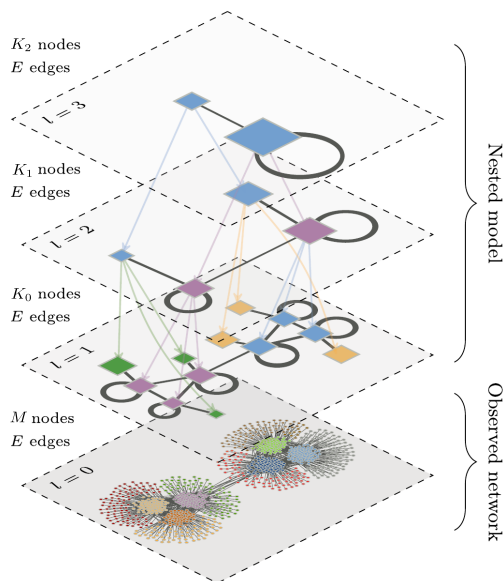 K₂ nodes
E edges
l = 3
K₁ nodes
E edges
l = 2
K₀ nodes
E edges
l = 1
M nodes
E edges
l = 0
Nested model
Observed network